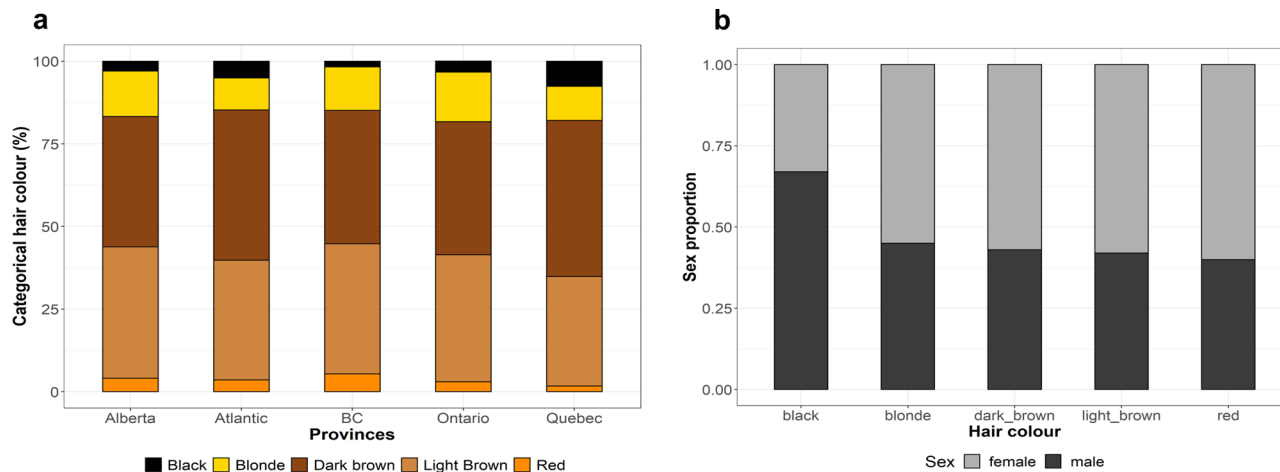 a
Categorical hair colour (%)
100
75
50
25
0
Alberta Atlantic BC Ontario Quebec
Provinces
Black Blonde Dark brown Light Brown Red
b
Sex proportion
1.00
0.75
0.50
0.25
0.00
black blonde dark_brown light_brown red
Hair colour
Sex female male